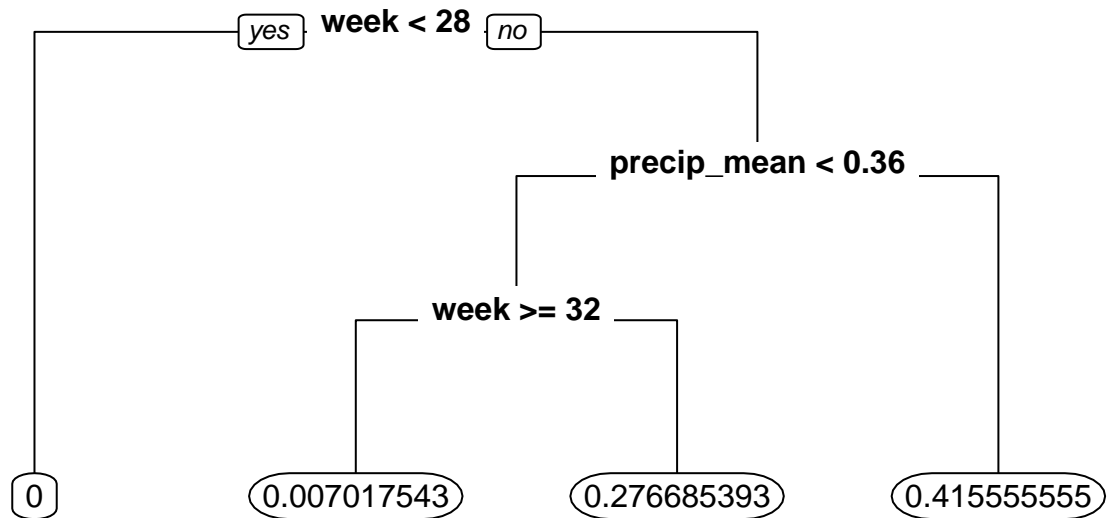 yes week < 28 no
precip_mean < 0.36
week >= 32
0 0.007017543 0.276685393 0.415555555